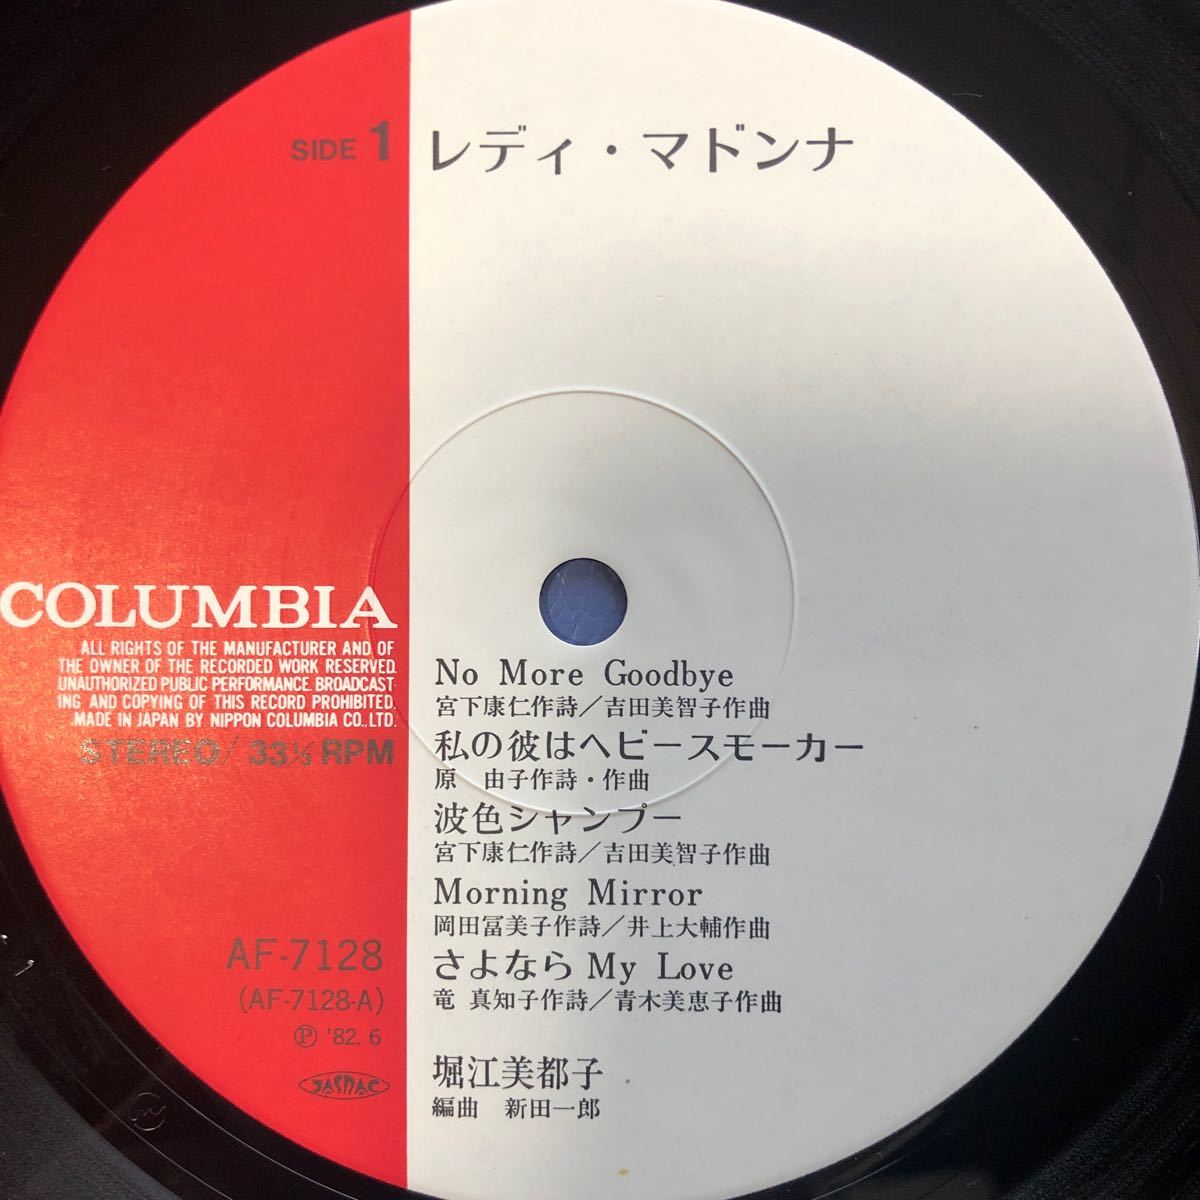 SIDE 1 レディ・マドンナ
COLUMBIA
ALL RIGHTS OF THE MANUFACTURER AND OF
THE OWNER OF THE RECORDED WORK RESERVED.
UNAUTHORIZED PUBLIC PERFORMANCE. BROADCAST-
ING AND COPYING OF THIS RECORD PROHIBITED.
MADE IN JAPAN BY NIPPON COLUMBIA CO., LTD.
STEREO/33⅓ RPM
AF-7128
(AF-7128-A)
Ⓟ '82. 6
JASRAC
No More Goodbye
宮下康仁作詩／吉田美智子作曲
私の彼はヘビースモーカー
原　由子作詩・作曲
波色シャンプー
宮下康仁作詩／吉田美智子作曲
Morning Mirror
岡田冨美子作詩／井上大輔作曲
さよなら My Love
竜 真知子作詩／青木美恵子作曲
堀江美都子
編曲　新田一郎